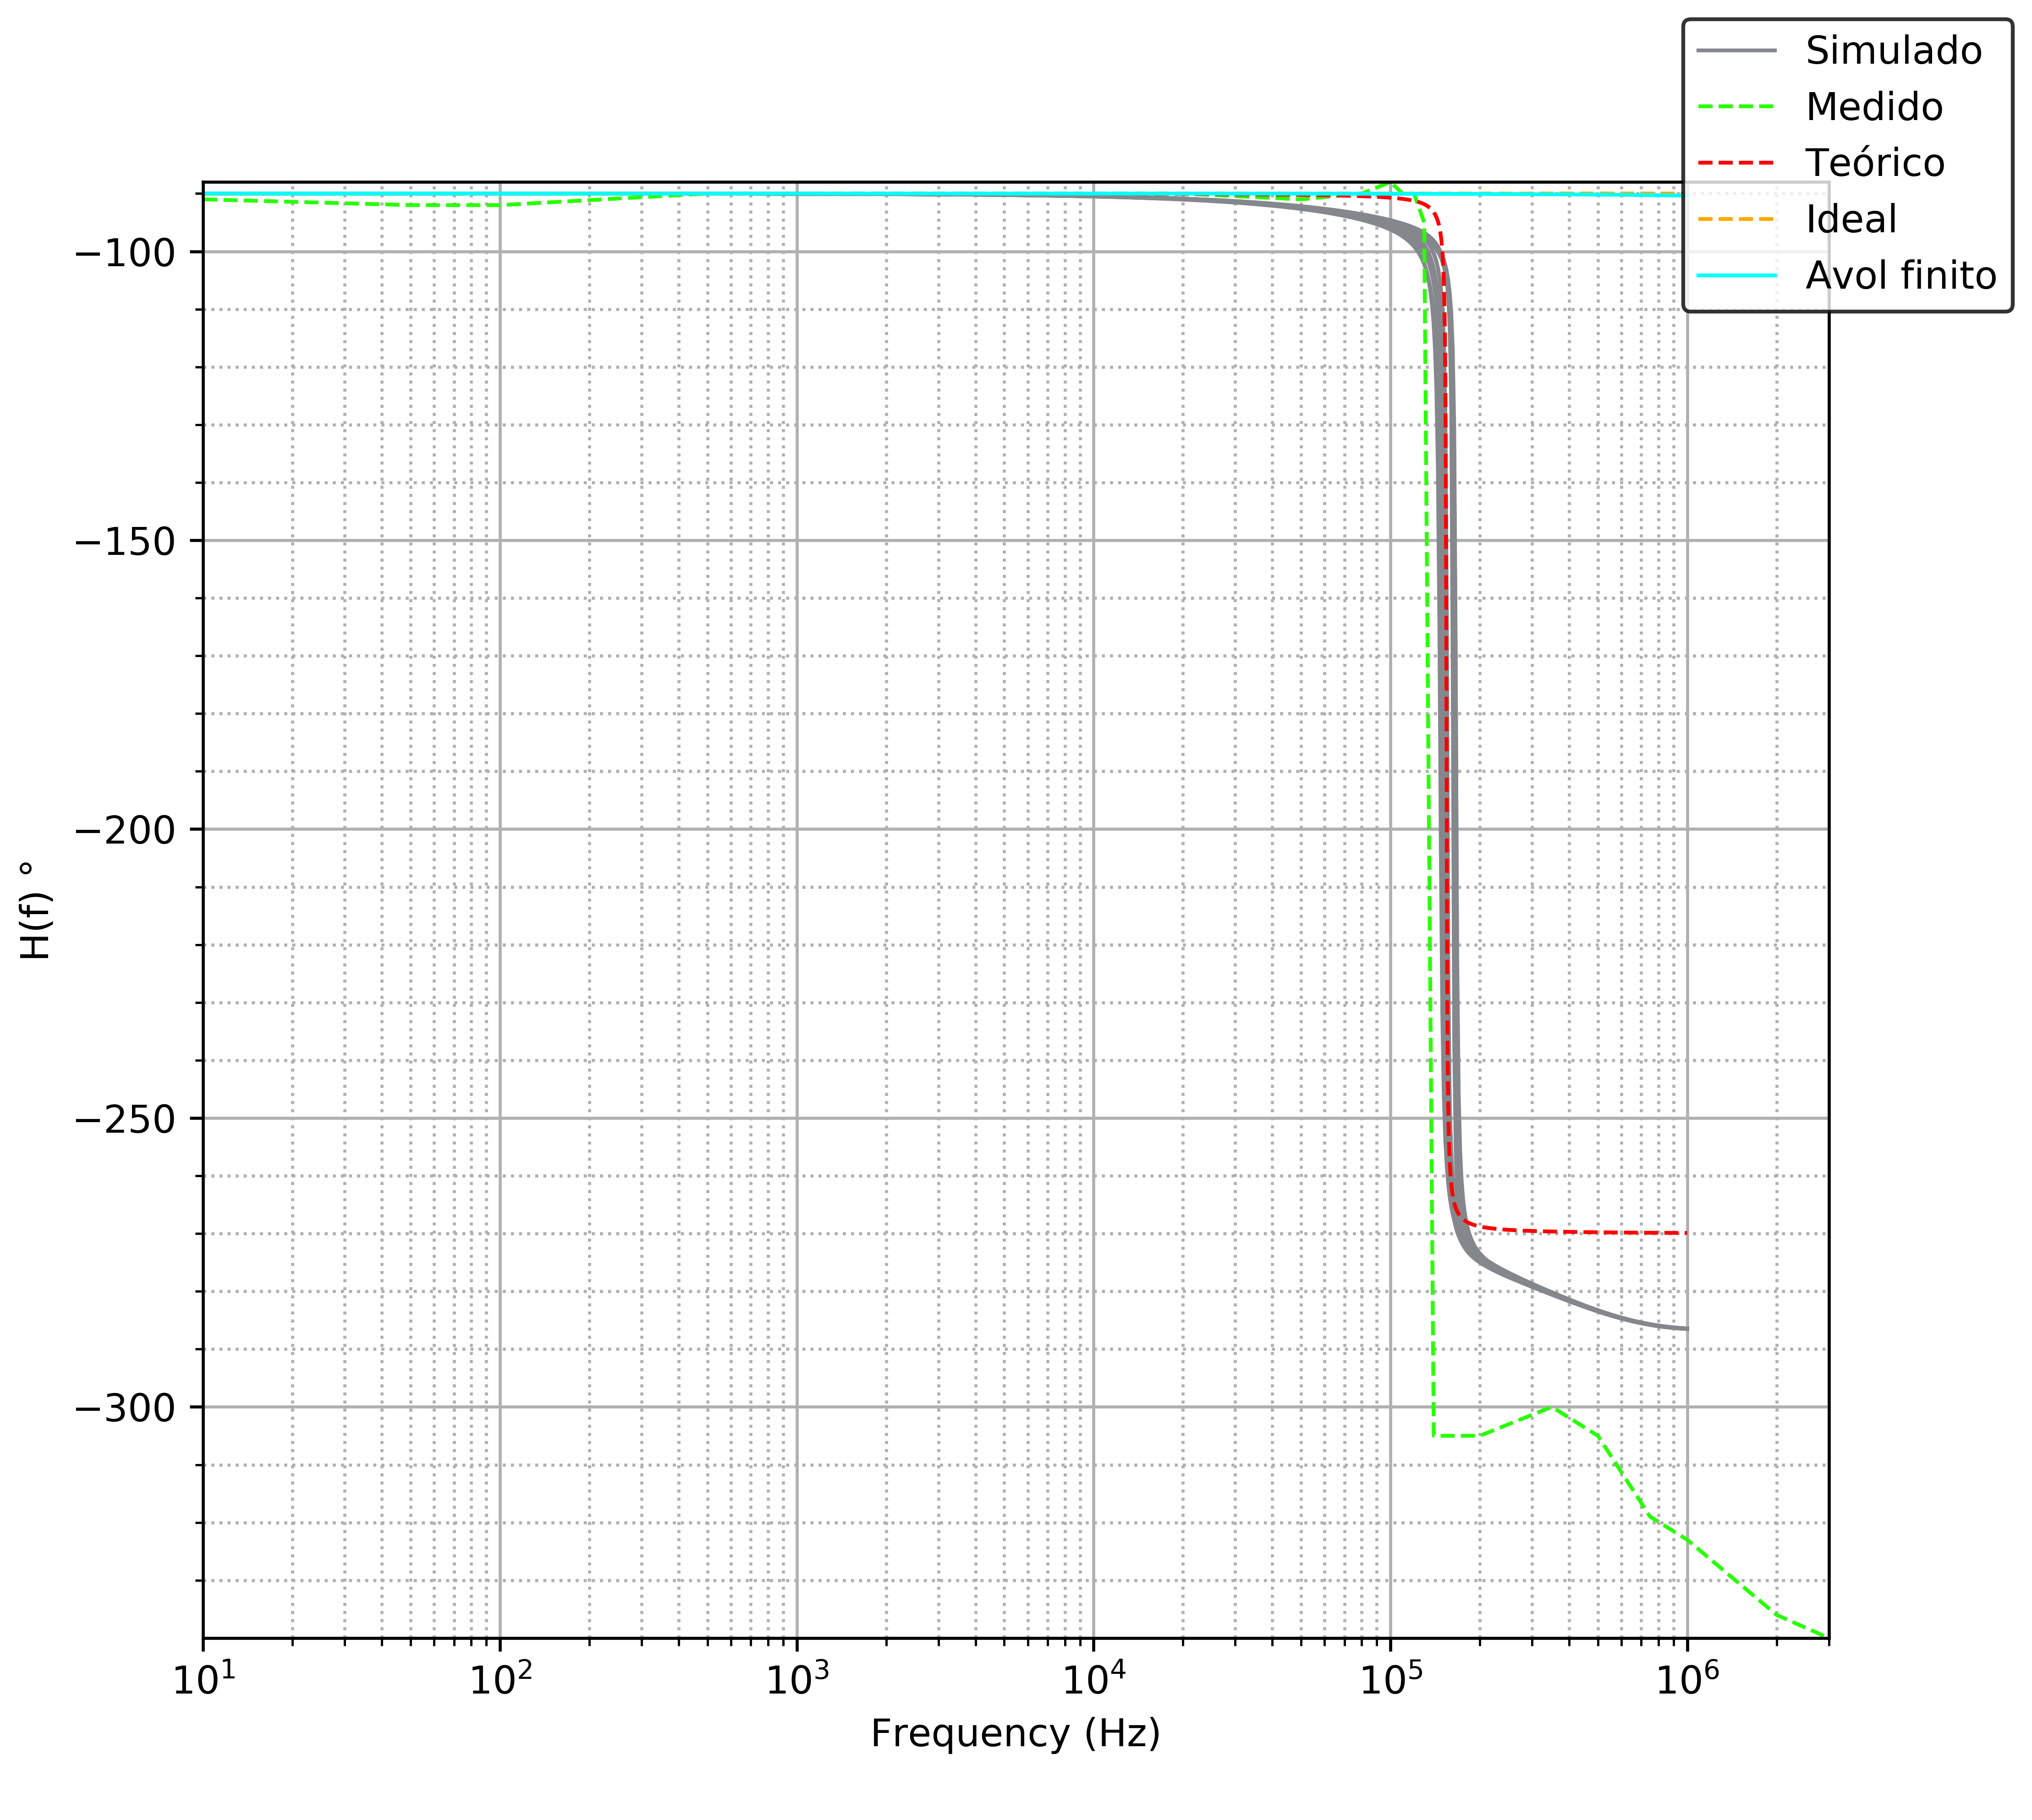 Simulado
Medido
Teórico
Ideal
Avol finito
−100
−150
−200
−250
−300
H(f) °
10¹ 10² 10³ 10⁴ 10⁵ 10⁶
Frequency (Hz)